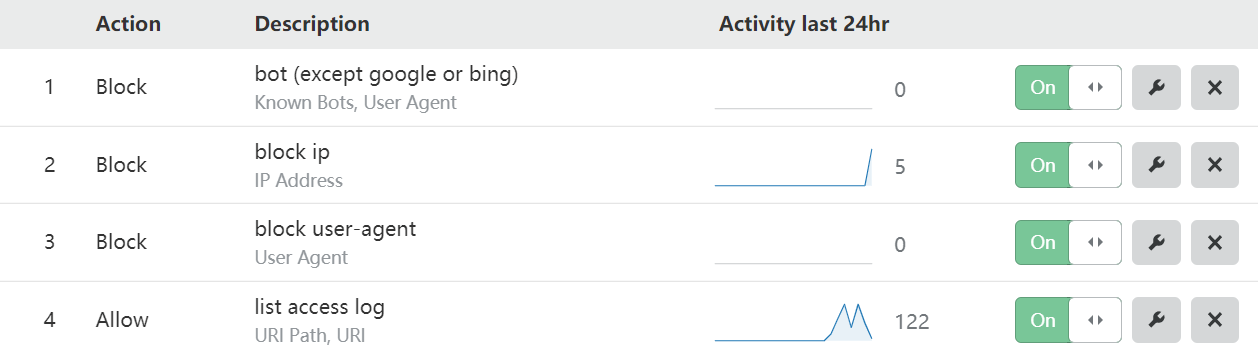 Action Description Activity last 24hr
1 Block bot (except google or bing) 0 On
Known Bots, User Agent
2 Block block ip 5 On
IP Address
3 Block block user-agent 0 On
User Agent
4 Allow list access log 122 On
URI Path, URI